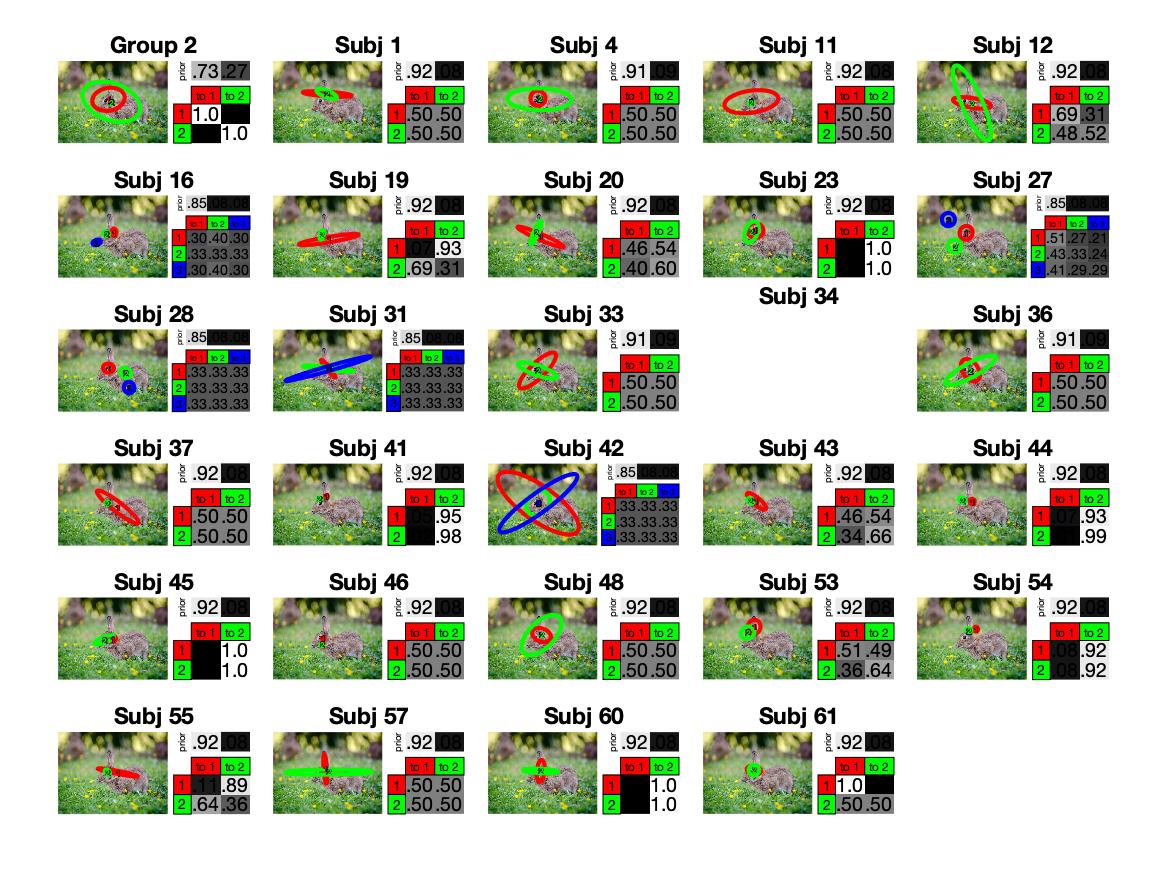 Group 2
prior .73 .27
to 1 to 2
1 1.0
2 1.0
Subj 1
prior .92 .08
to 1 to 2
1 .50 .50
2 .50 .50
Subj 4
prior .91 .09
to 1 to 2
1 .50 .50
2 .50 .50
Subj 11
prior .92 .08
to 1 to 2
1 .50 .50
2 .50 .50
Subj 12
prior .92 .08
to 1 to 2
1 .69 .31
2 .48 .52
Subj 16
prior .85 .08 .08
to 1 to 2 to 3
1 .30 .40 .30
2 .33 .33 .33
3 .30 .40 .30
Subj 19
prior .92 .08
to 1 to 2
1 .07 .93
2 .69 .31
Subj 20
prior .92 .08
to 1 to 2
1 .46 .54
2 .40 .60
Subj 23
prior .92 .08
to 1 to 2
1 1.0
2 1.0
Subj 27
prior .85 .08 .08
to 1 to 2 to 3
1 .51 .27 .21
2 .43 .33 .24
3 .41 .29 .29
Subj 28
prior .85 .08 .08
to 1 to 2 to 3
1 .33 .33 .33
2 .33 .33 .33
3 .33 .33 .33
Subj 31
prior .85 .08 .08
to 1 to 2 to 3
1 .33 .33 .33
2 .33 .33 .33
3 .33 .33 .33
Subj 33
prior .91 .09
to 1 to 2
1 .50 .50
2 .50 .50
Subj 34
Subj 36
prior .91 .09
to 1 to 2
1 .50 .50
2 .50 .50
Subj 37
prior .92 .08
to 1 to 2
1 .50 .50
2 .50 .50
Subj 41
prior .92 .08
to 1 to 2
1 .05 .95
2 .02 .98
Subj 42
prior .85 .08 .08
to 1 to 2 to 3
1 .33 .33 .33
2 .33 .33 .33
3 .33 .33 .33
Subj 43
prior .92 .08
to 1 to 2
1 .46 .54
2 .34 .66
Subj 44
prior .92 .08
to 1 to 2
1 .07 .93
2 .99
Subj 45
prior .92 .08
to 1 to 2
1 1.0
2 1.0
Subj 46
prior .92 .08
to 1 to 2
1 .50 .50
2 .50 .50
Subj 48
prior .92 .08
to 1 to 2
1 .50 .50
2 .50 .50
Subj 53
prior .92 .08
to 1 to 2
1 .51 .49
2 .36 .64
Subj 54
prior .92 .08
to 1 to 2
1 .08 .92
2 .08 .92
Subj 55
prior .92 .08
to 1 to 2
1 .11 .89
2 .64 .36
Subj 57
prior .92 .08
to 1 to 2
1 .50 .50
2 .50 .50
Subj 60
prior .92 .08
to 1 to 2
1 1.0
2 1.0
Subj 61
prior .92 .08
to 1 to 2
1 1.0
2 .50 .50